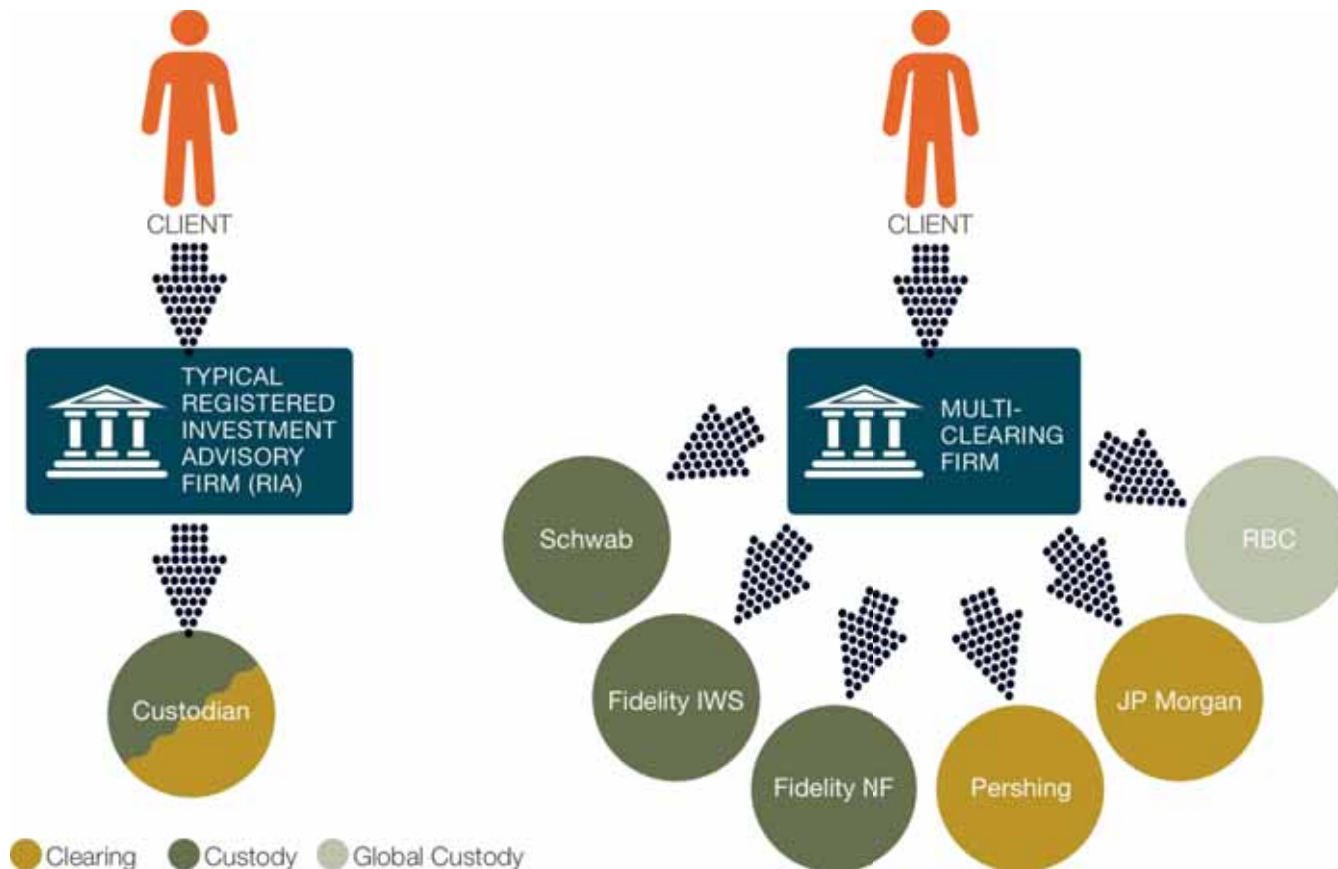 CLIENT
TYPICAL
REGISTERED
INVESTMENT
ADVISORY
FIRM (RIA)
Custodian
CLIENT
MULTI-
CLEARING
FIRM
Schwab
Fidelity IWS
Fidelity NF
Pershing
JP Morgan
RBC
Clearing
Custody
Global Custody